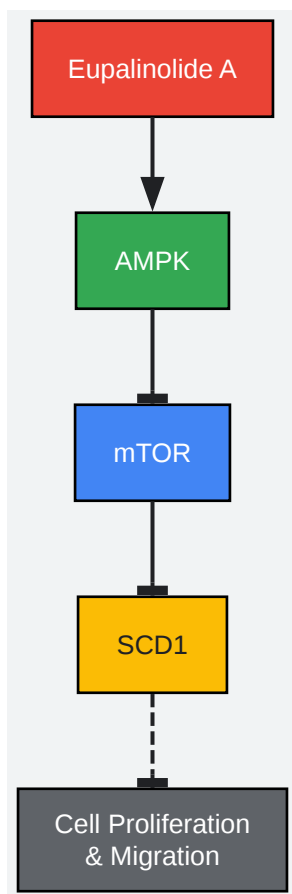 Eupalinolide A
AMPK
mTOR
SCD1
Cell Proliferation
& Migration